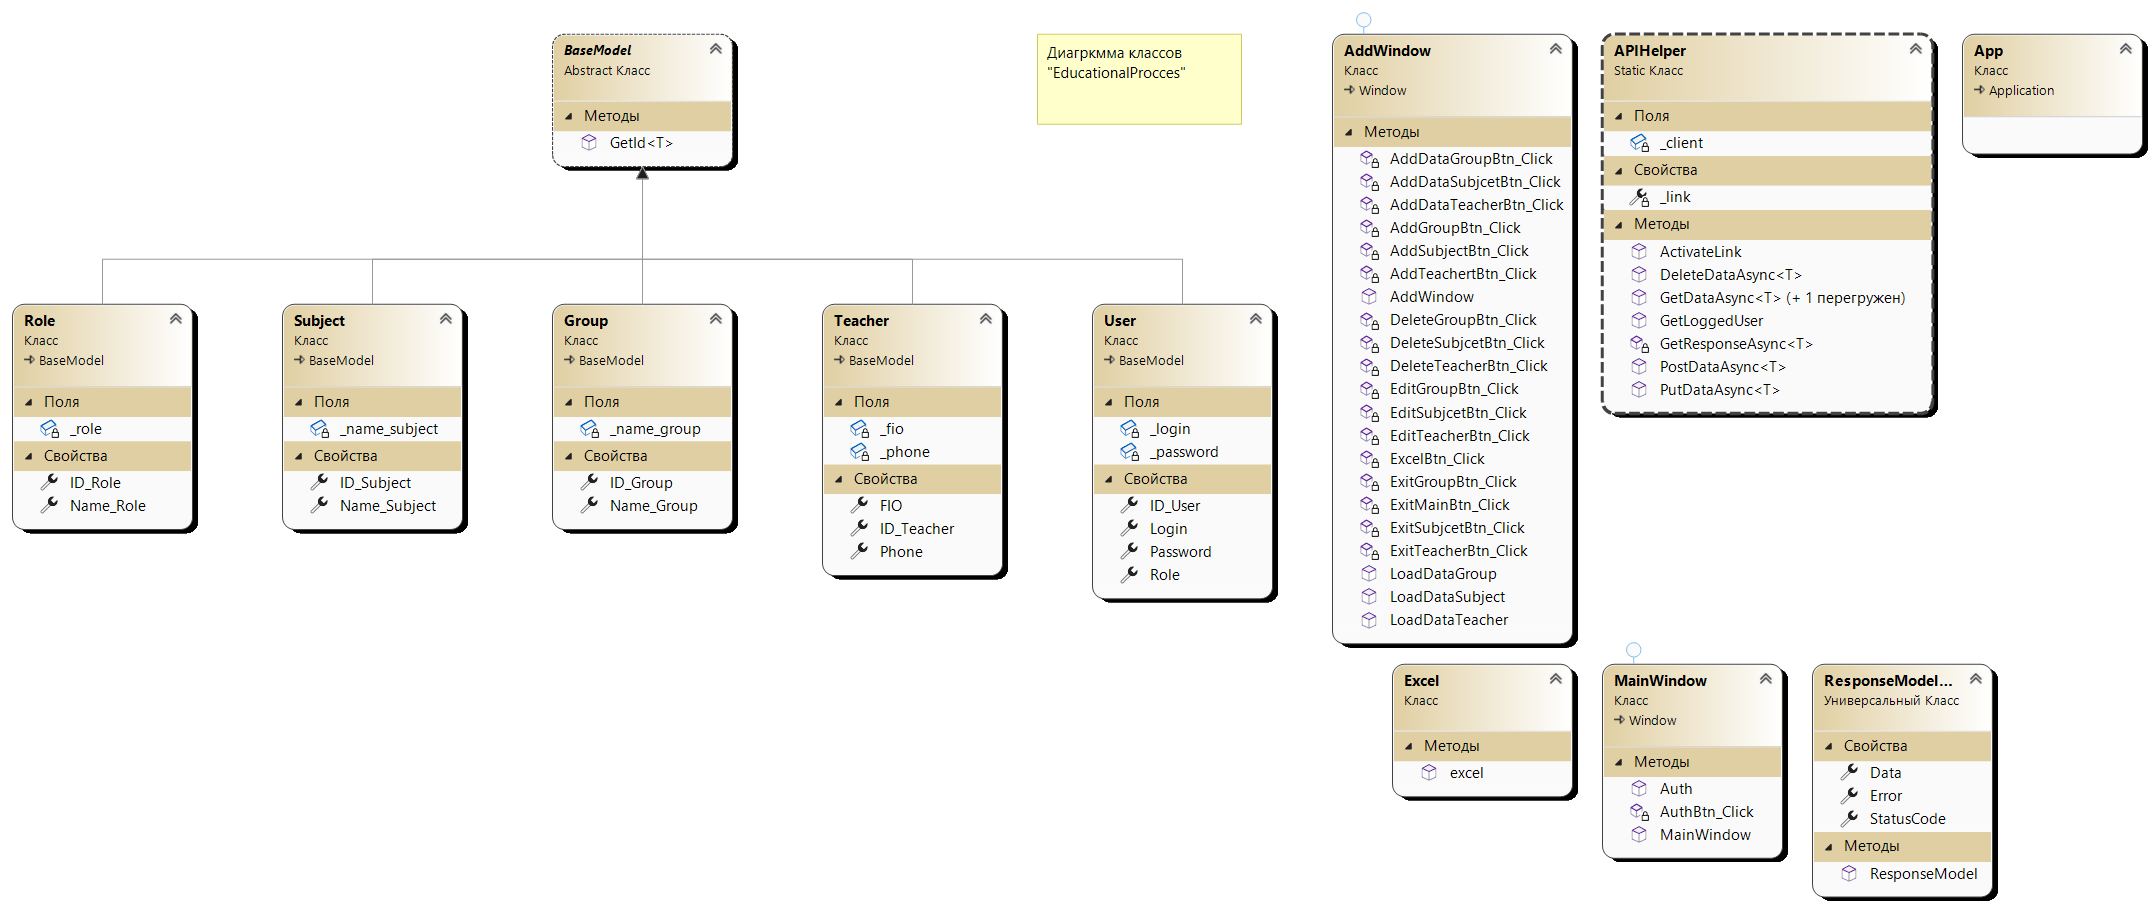 BaseModel
Abstract Класс
Методы
GetId<T>
Диагркмма классов
"EducationalProcces"
AddWindow
Класс
Window
Методы
AddDataGroupBtn_Click
AddDataSubjcetBtn_Click
AddDataTeacherBtn_Click
AddGroupBtn_Click
AddSubjectBtn_Click
AddTeachertBtn_Click
AddWindow
DeleteGroupBtn_Click
DeleteSubjcetBtn_Click
DeleteTeacherBtn_Click
EditGroupBtn_Click
EditSubjcetBtn_Click
EditTeacherBtn_Click
ExcelBtn_Click
ExitGroupBtn_Click
ExitMainBtn_Click
ExitSubjcetBtn_Click
ExitTeacherBtn_Click
LoadDataGroup
LoadDataSubject
LoadDataTeacher
APIHelper
Static Класс
Поля
_client
Свойства
_link
Методы
ActivateLink
DeleteDataAsync<T>
GetDataAsync<T> (+ 1 перегружен)
GetLoggedUser
GetResponseAsync<T>
PostDataAsync<T>
PutDataAsync<T>
App
Класс
Application
Role
Класс
BaseModel
Поля
_role
Свойства
ID_Role
Name_Role
Subject
Класс
BaseModel
Поля
_name_subject
Свойства
ID_Subject
Name_Subject
Group
Класс
BaseModel
Поля
_name_group
Свойства
ID_Group
Name_Group
Teacher
Класс
BaseModel
Поля
_fio
_phone
Свойства
FIO
ID_Teacher
Phone
User
Класс
BaseModel
Поля
_login
_password
Свойства
ID_User
Login
Password
Role
Excel
Класс
Методы
excel
MainWindow
Класс
Window
Методы
Auth
AuthBtn_Click
MainWindow
ResponseModel...
Универсальный Класс
Свойства
Data
Error
StatusCode
Методы
ResponseModel